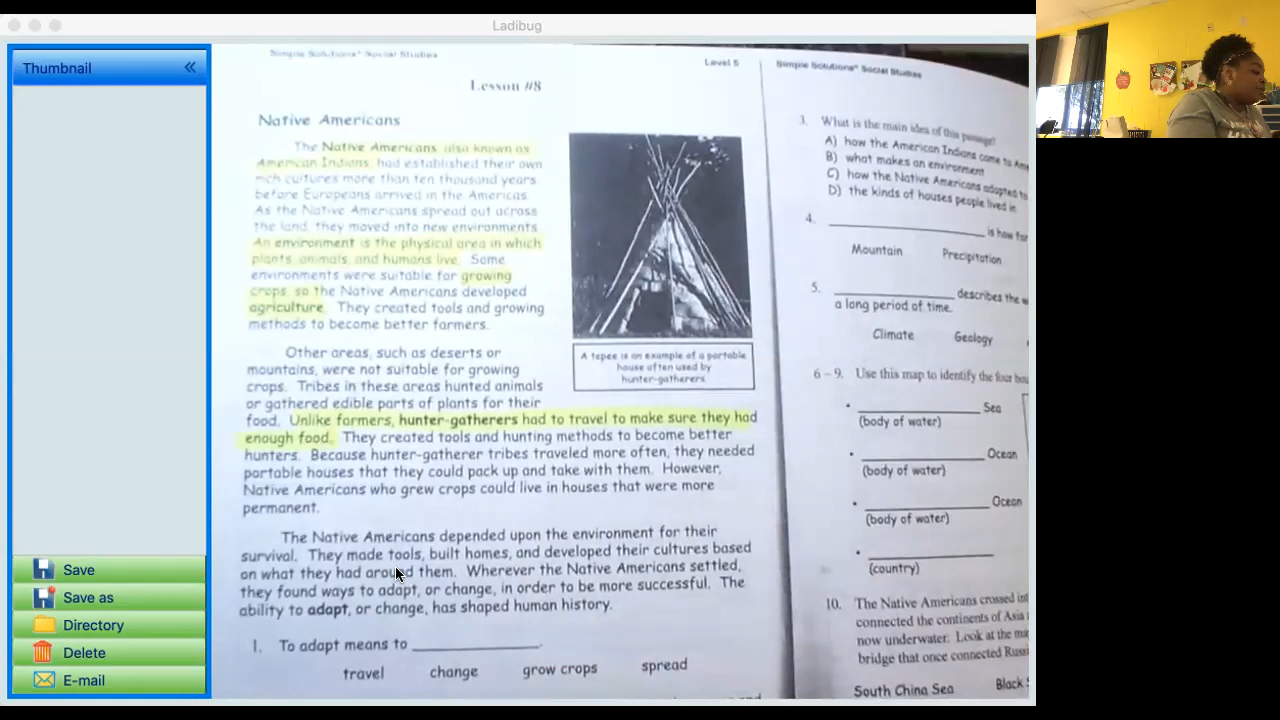 Ladibug
Thumbnail
Save
Save as
Directory
Delete
E-mail
Simple Solutions® Social Studies
Level 5
Lesson #8
Native Americans
The Native Americans, also known as
American Indians, had established their own
rich cultures more than ten thousand years
before Europeans arrived in the Americas.
As the Native Americans spread out across
the land, they moved into new environments.
An environment is the physical area in which
plants, animals, and humans live. Some
environments were suitable for growing
crops, so the Native Americans developed
agriculture. They created tools and growing
methods to become better farmers.
A tepee is an example of a portable
house often used by
hunter-gatherers.
Other areas, such as deserts or
mountains, were not suitable for growing
crops. Tribes in these areas hunted animals
or gathered edible parts of plants for their
food. Unlike farmers, hunter-gatherers had to travel to make sure they had
enough food. They created tools and hunting methods to become better
hunters. Because hunter-gatherer tribes traveled more often, they needed
portable houses that they could pack up and take with them. However,
Native Americans who grew crops could live in houses that were more
permanent.
The Native Americans depended upon the environment for their
survival. They made tools, built homes, and developed their cultures based
on what they had around them. Wherever the Native Americans settled,
they found ways to adapt, or change, in order to be more successful. The
ability to adapt, or change, has shaped human history.
1. To adapt means to ____________.
travel change grow crops spread
Simple Solutions® Social Studies
3. What is the main idea of this passage?
A) how the American Indians came to
B) what makes an environment
C) how the Native Americans adapted to
D) the kinds of houses people lived in
4. ____________ is how far
Mountain Precipitation
5. ____________ describes the
a long period of time.
Climate Geology
6 – 9. Use this map to identify the four
• ____________ Sea
(body of water)
• ____________ Ocean
(body of water)
• ____________ Ocean
(body of water)
• ____________
(country)
10. The Native Americans crossed
connected the continents of Asia
now underwater. Look at the
bridge that once connected
South China Sea Black